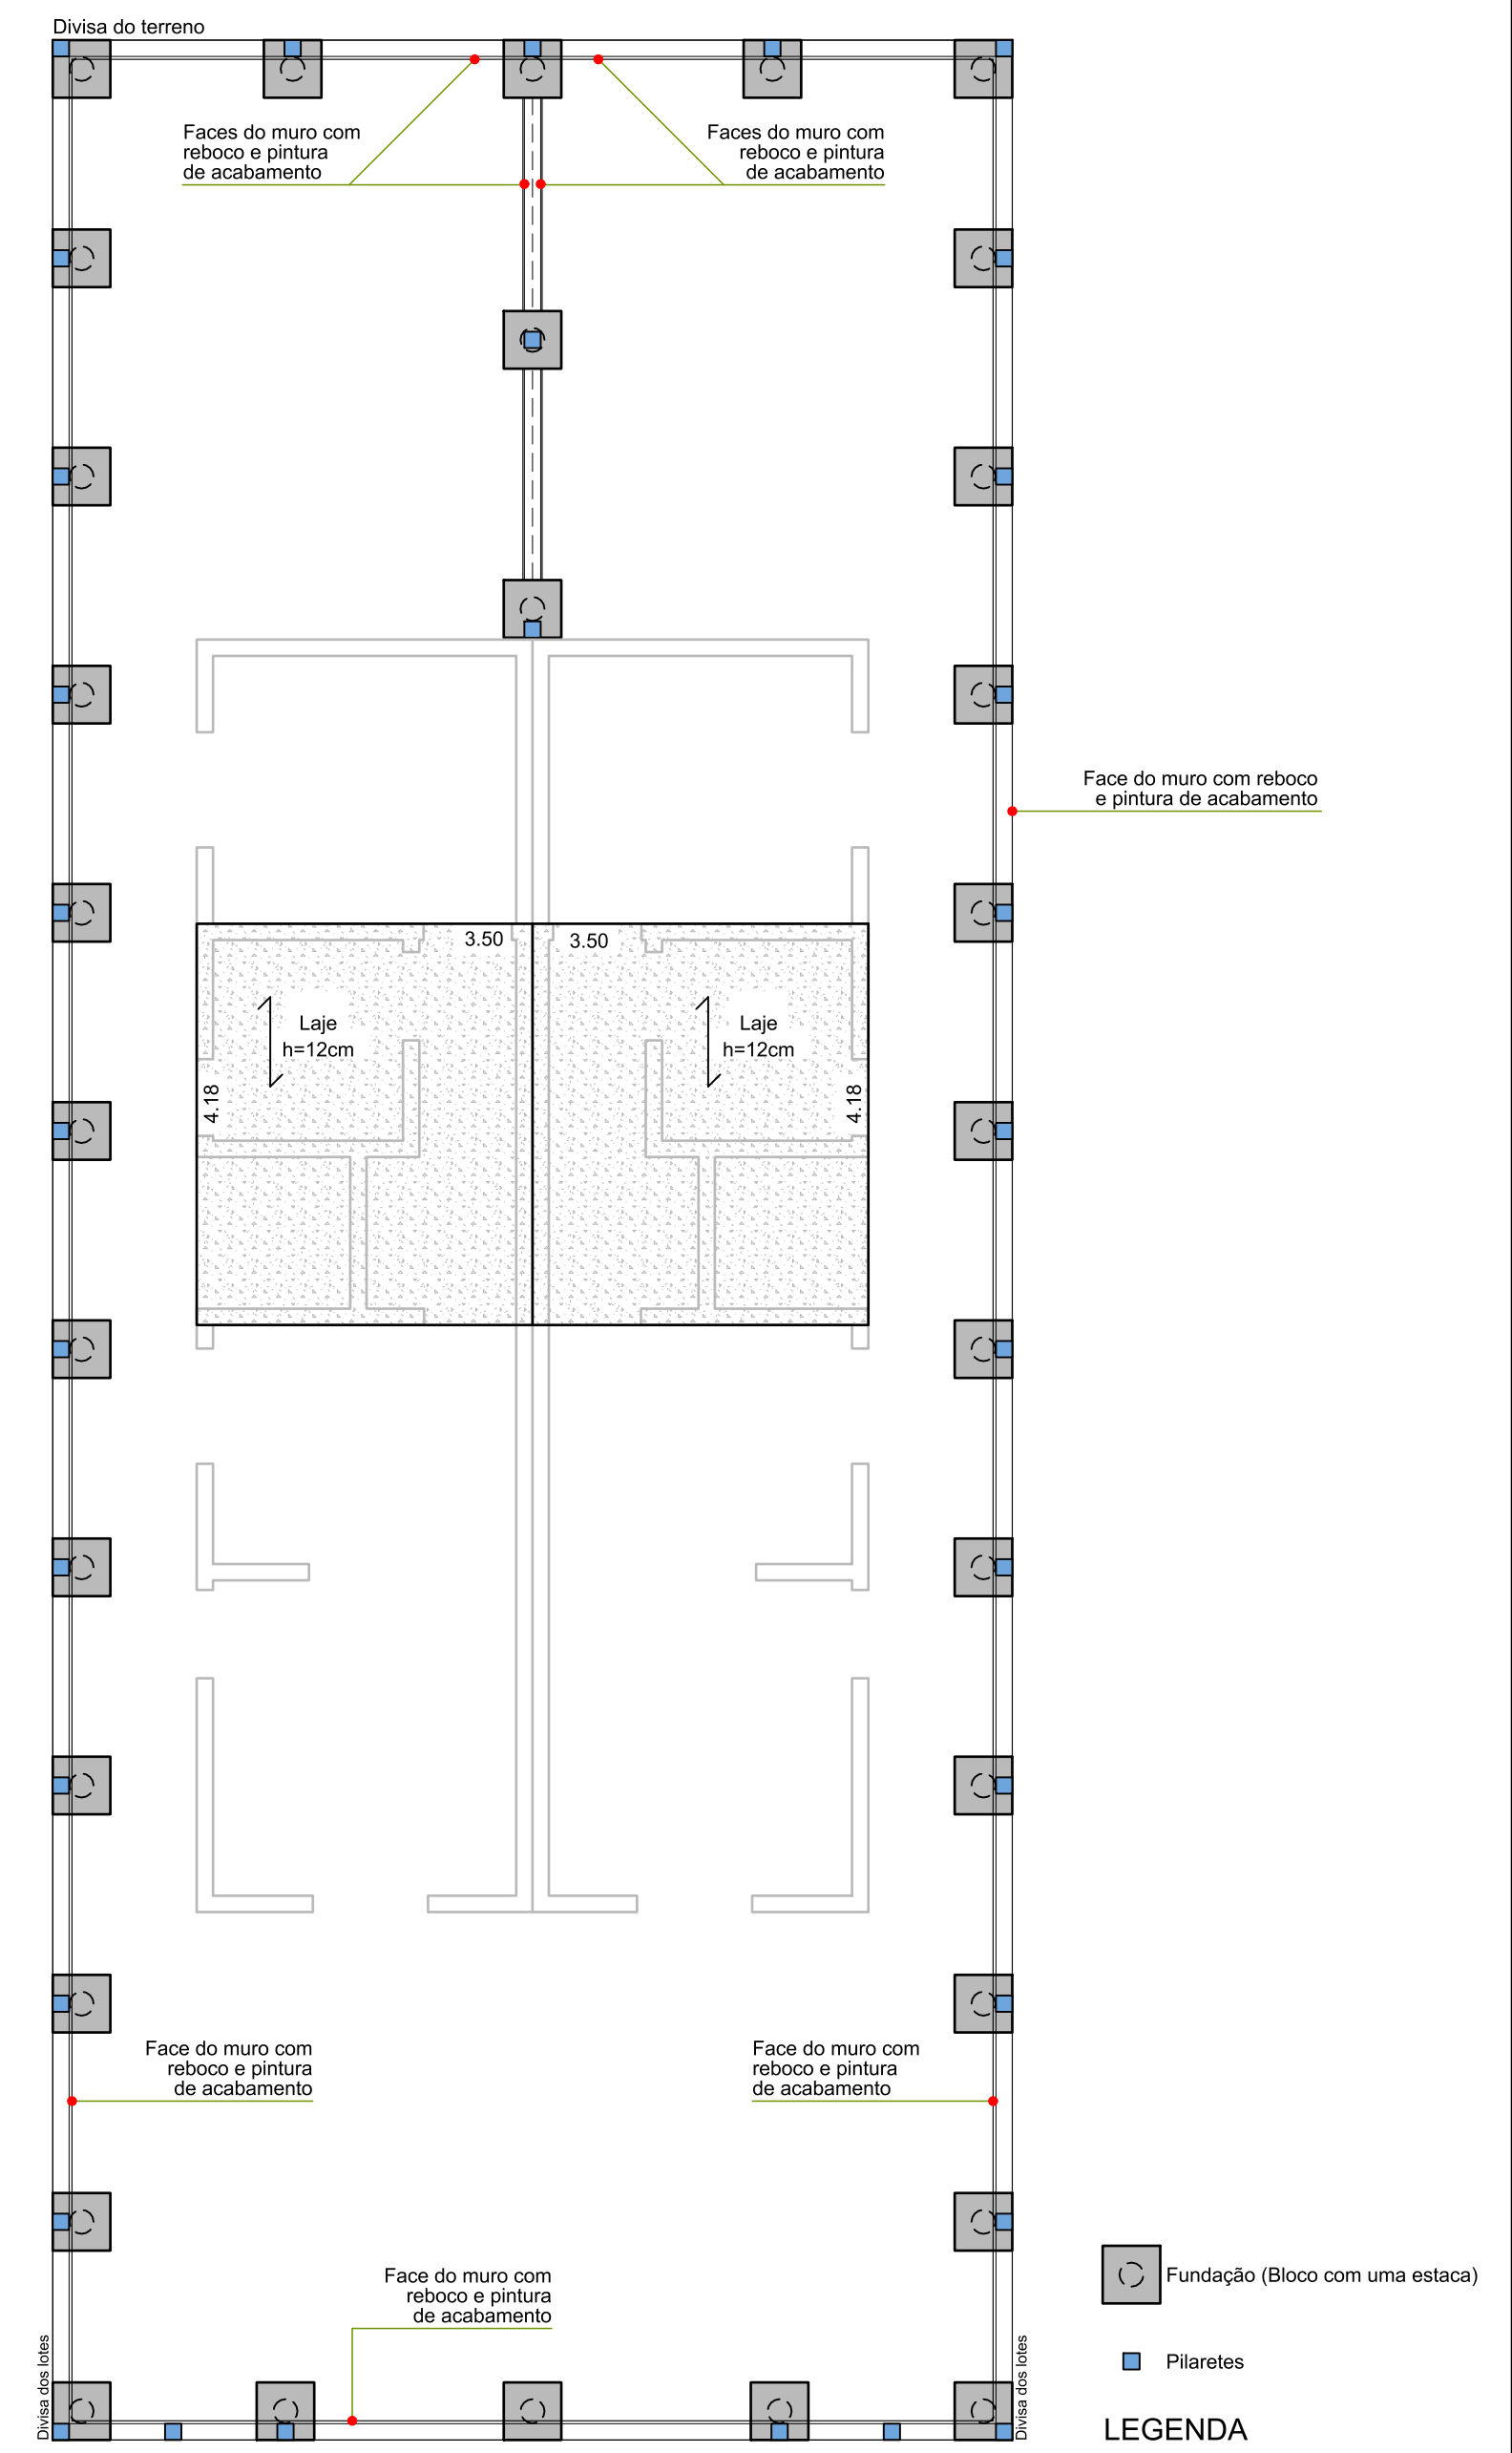 Divisa do terreno
Faces do muro com
reboco e pintura
de acabamento
Faces do muro com
reboco e pintura
de acabamento
Face do muro com reboco
e pintura de acabamento
3.50
3.50
Laje
h=12cm
Laje
h=12cm
4.18
4.18
Face do muro com
reboco e pintura
de acabamento
Face do muro com
reboco e pintura
de acabamento
Face do muro com
reboco e pintura
de acabamento
Divisa dos lotes
Divisa dos lotes
Fundação (Bloco com uma estaca)
Pilaretes
LEGENDA